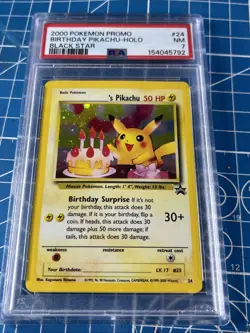 2000 POKEMON PROMO #24
BIRTHDAY PIKACHU-HOLO NM
BLACK STAR 7
PSA 154045792
Basic Pokémon
's Pikachu 50 HP
Mouse Pokémon. Length: 1' 4", Weight: 13 lbs.
Birthday Surprise If it's not
your birthday, this attack does
30 damage. If it is your birthday,
flip a coin. If heads, 30+
this attack does 30 damage
plus 50 more damage; if
tails, this attack does 30 damage.
weakness resistance retreat cost
Your Birthdate: LV. 17 #25
24